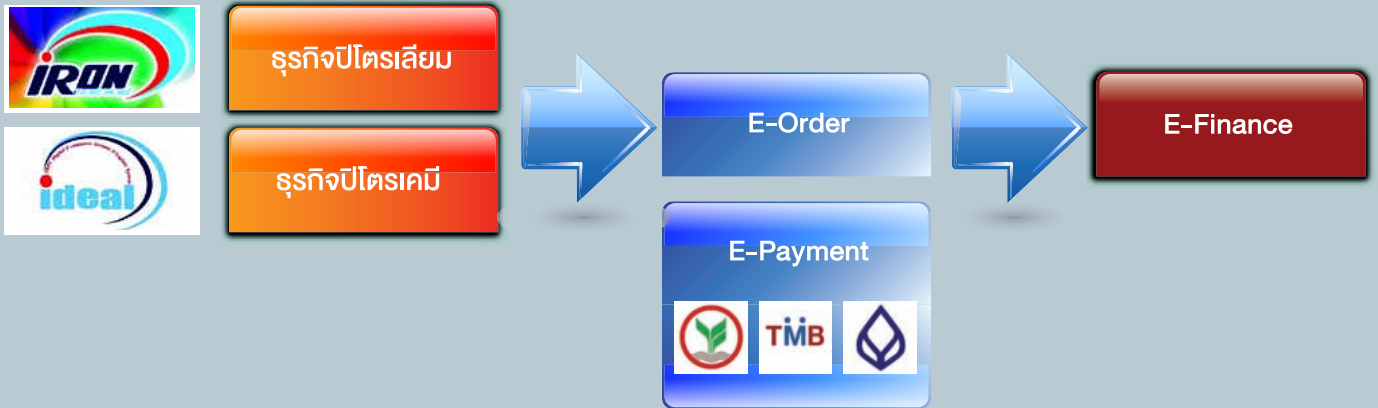 IRON
ธุรกิจปิโตรเลียม
ideal
ธุรกิจปิโตรเคมี
E-Order
E-Finance
E-Payment
TMB